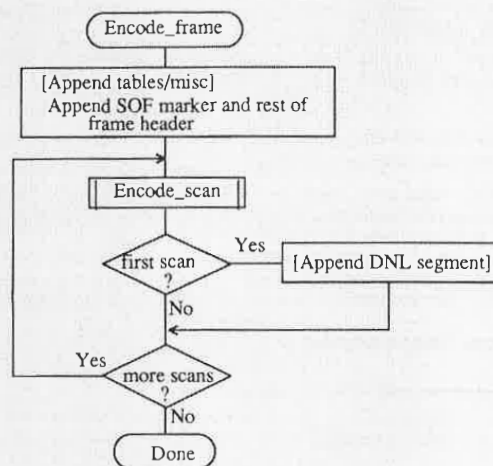 Encode_frame
[Append tables/misc]
Append SOF marker and rest of
frame header
Encode_scan
Yes
first scan
?
[Append DNL segment]
No
Yes
more scans
?
No
Done